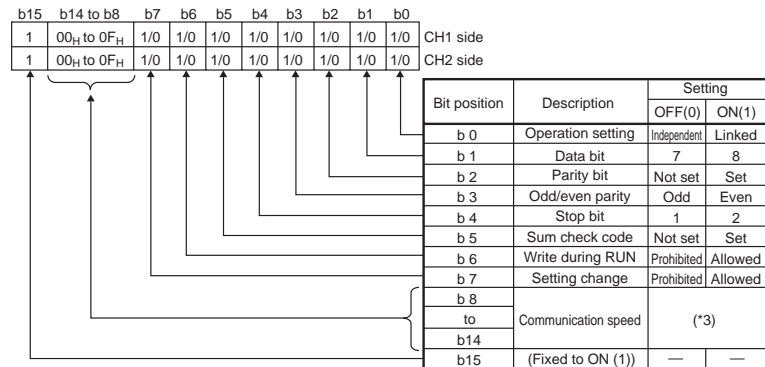 b15 b14 to b8 b7 b6 b5 b4 b3 b2 b1 b0
1 00H to 0FH 1/0 1/0 1/0 1/0 1/0 1/0 1/0 1/0 CH1 side
1 00H to 0FH 1/0 1/0 1/0 1/0 1/0 1/0 1/0 1/0 CH2 side
Bit position Description Setting
OFF(0) ON(1)
b 0 Operation setting Independent Linked
b 1 Data bit 7 8
b 2 Parity bit Not set Set
b 3 Odd/even parity Odd Even
b 4 Stop bit 1 2
b 5 Sum check code Not set Set
b 6 Write during RUN Prohibited Allowed
b 7 Setting change Prohibited Allowed
b 8
to Communication speed (*3)
b14
b15 (Fixed to ON (1)) — —